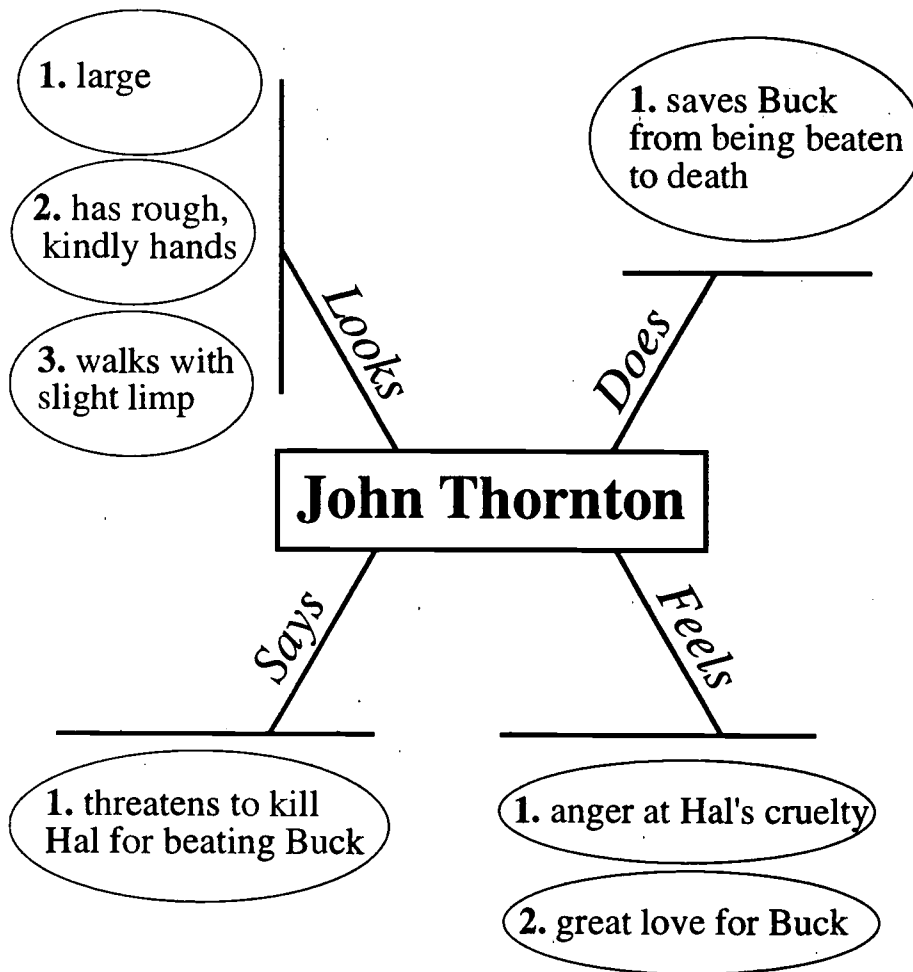 1. large
2. has rough,
kindly hands
3. walks with
slight limp
Looks
1. saves Buck
from being beaten
to death
Does
John Thornton
Says
1. threatens to kill
Hal for beating Buck
Feels
1. anger at Hal's cruelty
2. great love for Buck